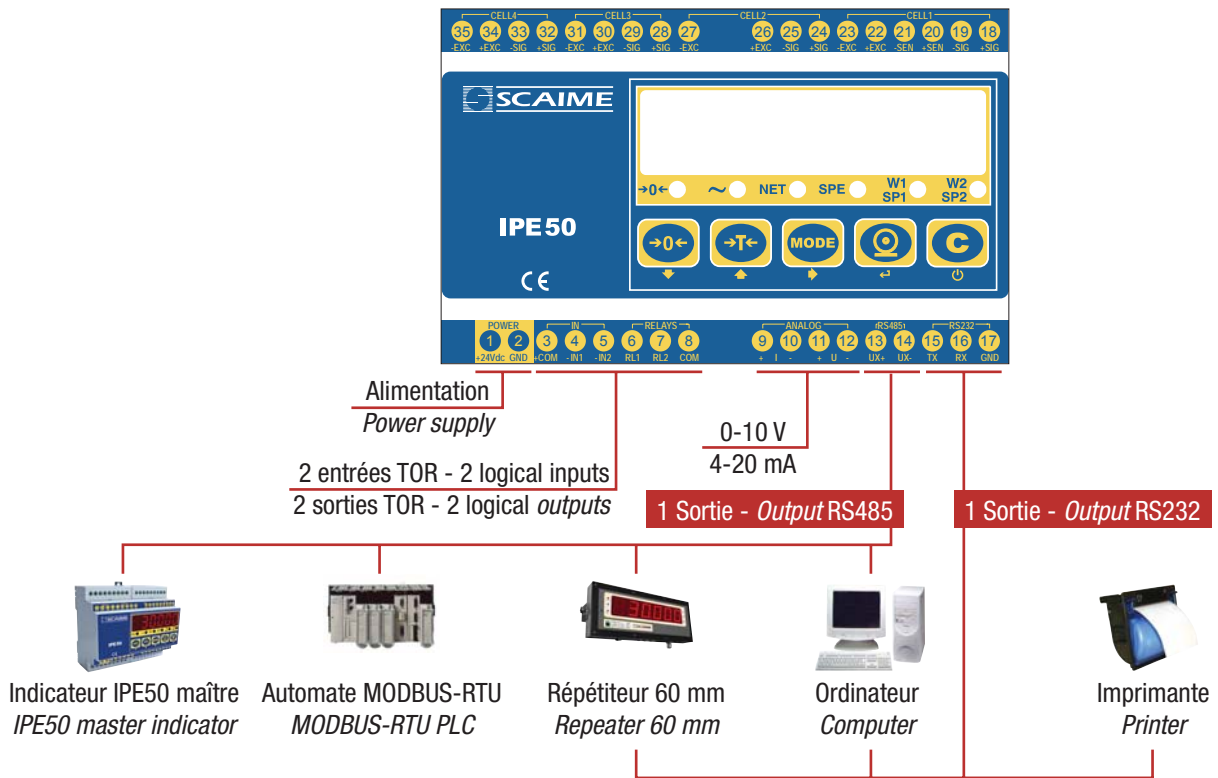 CELL4 CELL3 CELL2 CELL1
35 34 33 32 31 30 29 28 27 26 25 24 23 22 21 20 19 18
-EXC +EXC -SIG +SIG -EXC +EXC -SIG +SIG -EXC +EXC -SIG +SIG -EXC +EXC -SEN +SEN -SIG +SIG
SCAIME
→0← ~ NET SPE W1 SP1 W2 SP2
IPE50
→0← →T← MODE C
CE
POWER IN RELAYS ANALOG RS485 RS232
1 2 3 4 5 6 7 8 9 10 11 12 13 14 15 16 17
+24Vdc GND +COM -IN1 -IN2 RL1 RL2 COM + I - + U - UX+ UX- TX RX GND
Alimentation
Power supply
0-10 V
4-20 mA
2 entrées TOR - 2 logical inputs
2 sorties TOR - 2 logical outputs
1 Sortie - Output RS485
1 Sortie - Output RS232
Indicateur IPE50 maître
IPE50 master indicator
Automate MODBUS-RTU
MODBUS-RTU PLC
Répétiteur 60 mm
Repeater 60 mm
Ordinateur
Computer
Imprimante
Printer